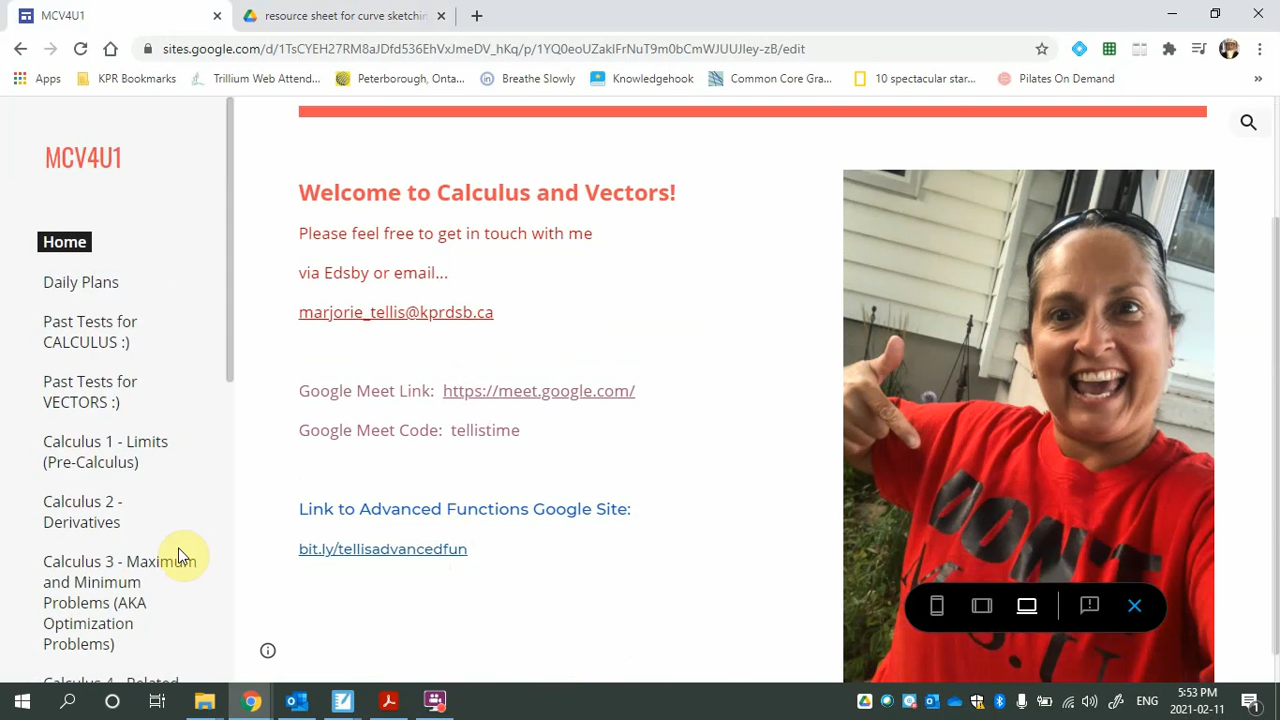 MCV4U1
resource sheet for curve sketchin
sites.google.com/d/1TsCYEH27RM8aJDfd536EhVxJmeDV_hKq/p/1YQ0eoUZaklFrNuT9m0bCmWJUUJley-zB/edit
Apps KPR Bookmarks Trillium Web Attend... Peterborough, Onta... Breathe Slowly Knowledgehook Common Core Gra... 10 spectacular star... Pilates On Demand »
MCV4U1
Home
Daily Plans
Past Tests for
CALCULUS :)
Past Tests for
VECTORS :)
Calculus 1 - Limits
(Pre-Calculus)
Calculus 2 -
Derivatives
Calculus 3 - Maximum
and Minimum
Problems (AKA
Optimization
Problems)
Calculus 4 - Related
Welcome to Calculus and Vectors!
Please feel free to get in touch with me
via Edsby or email...
marjorie_tellis@kprdsb.ca
Google Meet Link: https://meet.google.com/
Google Meet Code: tellistime
Link to Advanced Functions Google Site:
bit.ly/tellisadvancedfun
DON'T
ENG
5:53 PM
2021-02-11